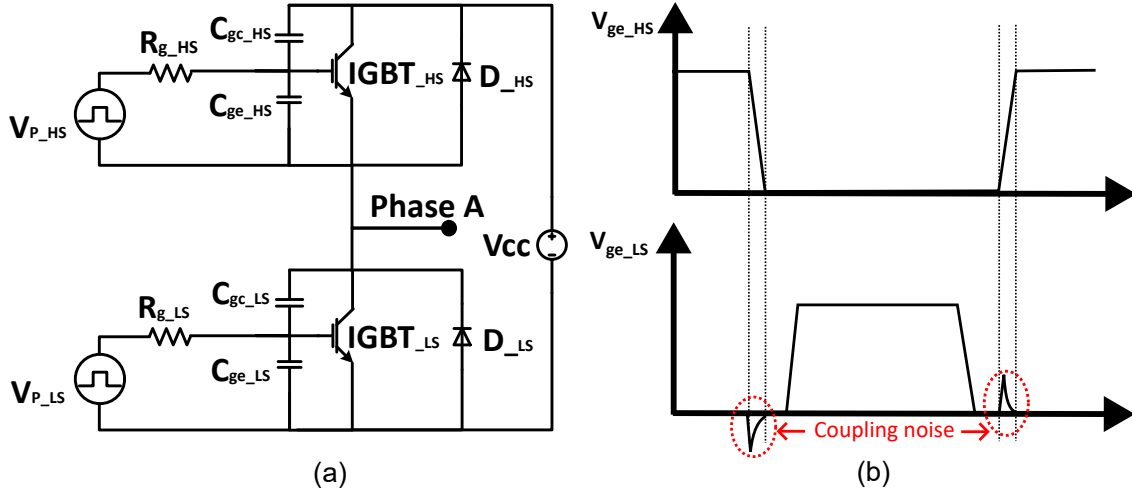 C_gc_HS
R_g_HS
IGBT_HS
D_HS
C_ge_HS
V_P_HS
+
Phase A
Vcc
-
C_gc_LS
R_g_LS
IGBT_LS
D_LS
C_ge_LS
V_P_LS
(a)
V_ge_HS
V_ge_LS
Coupling noise
(b)